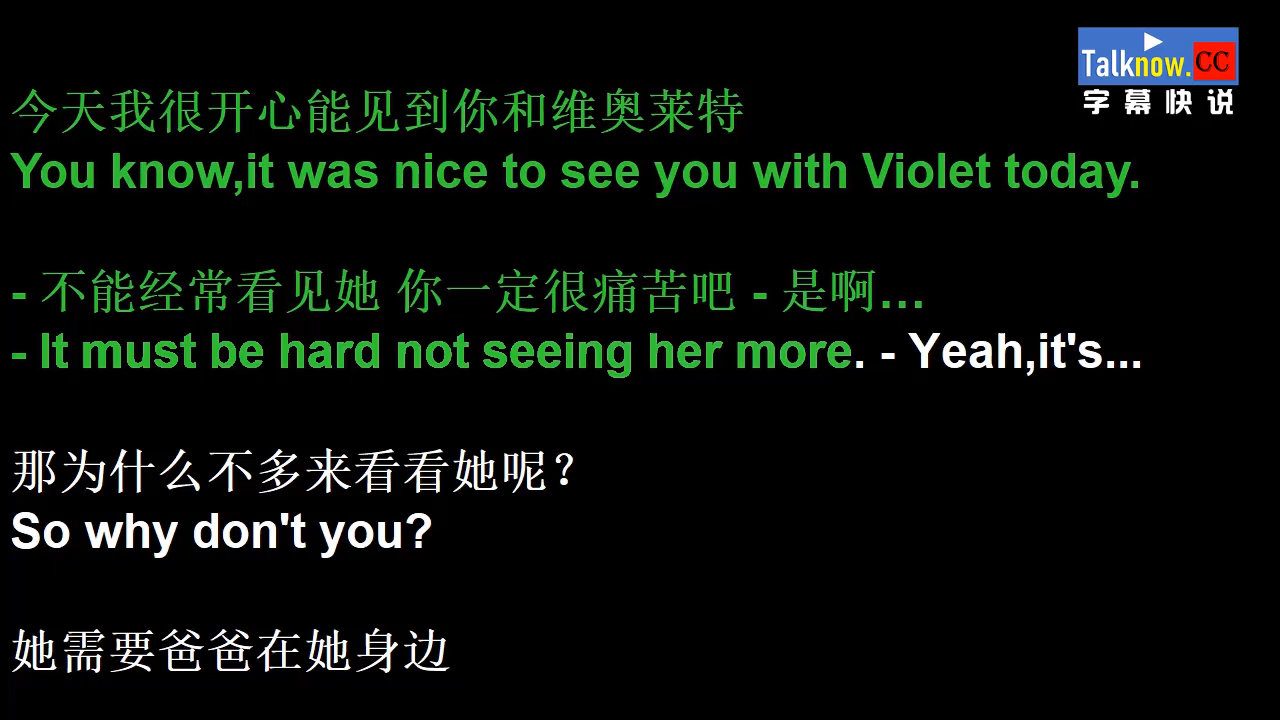 Talknow.CC
字幕快说
今天我很开心能见到你和维奥莱特
You know,it was nice to see you with Violet today.
- 不能经常看见她 你一定很痛苦吧 - 是啊…
- It must be hard not seeing her more. - Yeah,it's...
那为什么不多来看看她呢?
So why don't you?
她需要爸爸在她身边